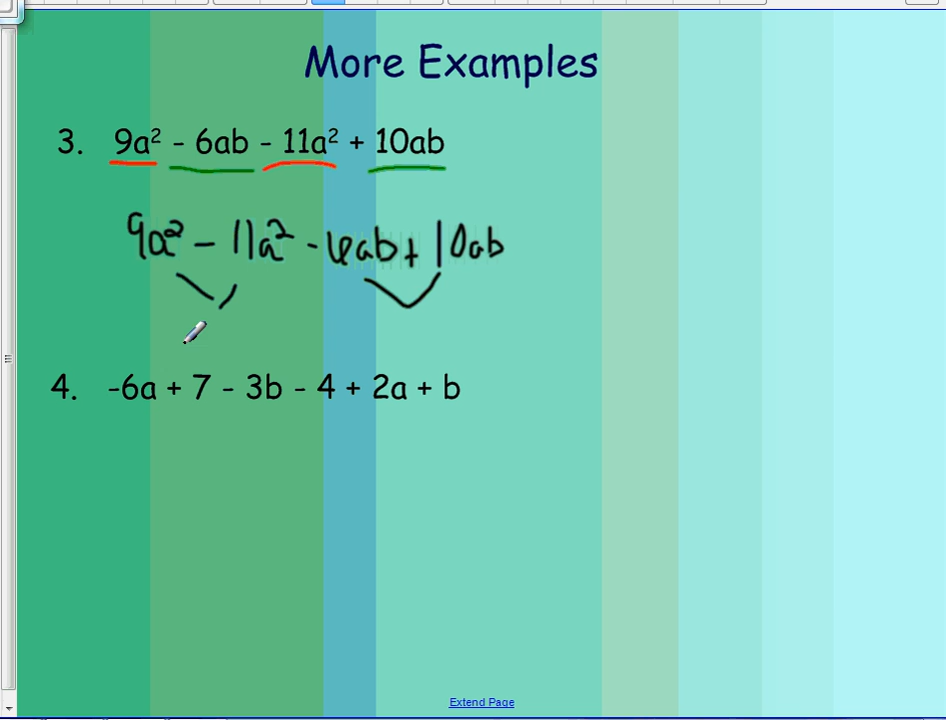 More Examples
3. 9a² - 6ab - 11a² + 10ab
9a² - 11a² - 6ab + 10ab
4. -6a + 7 - 3b - 4 + 2a + b
Extend Page